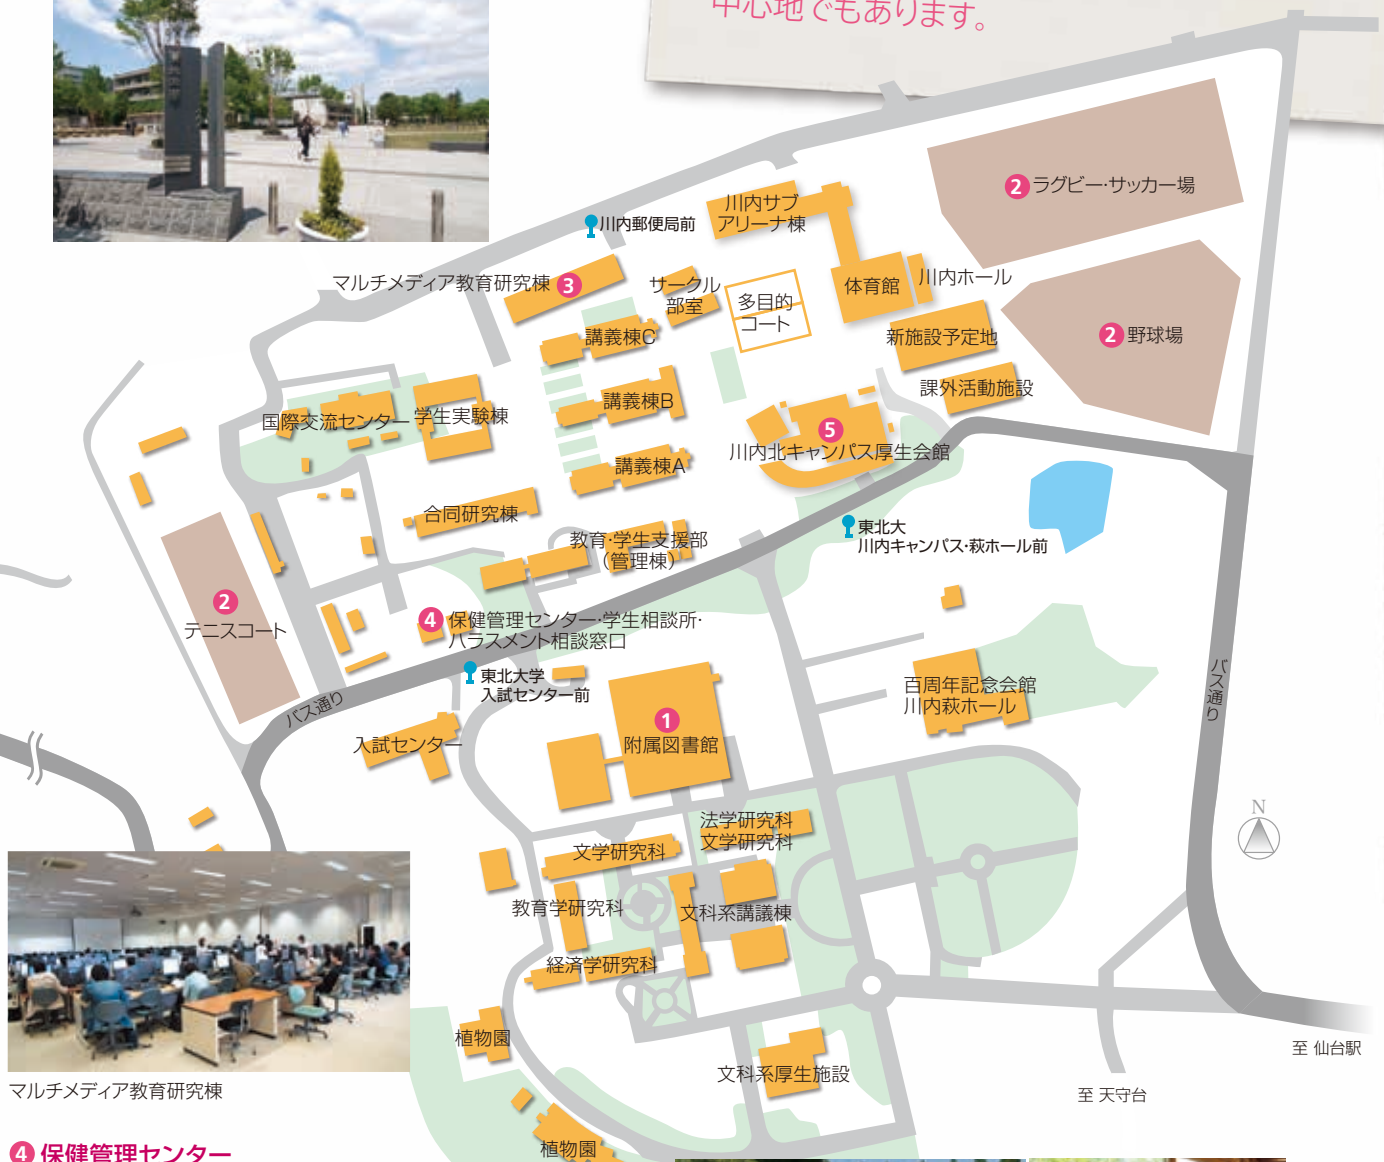 中心地でもあります。
川内サブ
アリーナ棟
② ラグビー・サッカー場
川内郵便局前
マルチメディア教育研究棟 ③
サークル
部室
多目的
コート
体育館
川内ホール
新施設予定地
② 野球場
講義棟C
課外活動施設
国際交流センター
学生実験棟
講義棟B
⑤
川内北キャンパス厚生会館
講義棟A
合同研究棟
教育・学生支援部
（管理棟）
東北大
川内キャンパス・萩ホール前
②
テニスコート
④ 保健管理センター・学生相談所・
ハラスメント相談窓口
東北大学
入試センター前
バス通り
入試センター
①
附属図書館
百周年記念会館
川内萩ホール
バス通り
N
法学研究科
文学研究科
文学研究科
教育学研究科
文科系講議棟
経済学研究科
植物園
文科系厚生施設
至 仙台駅
至 天守台
マルチメディア教育研究棟
植物園
④ 保健管理センター